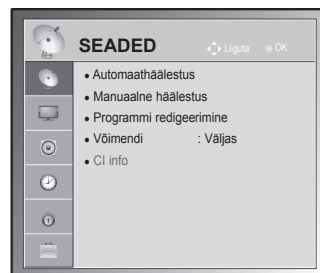 SEADED Liiguta OK
• Automaathäälestus
• Manuaalne häälestus
• Programmi redigeerimine
• Võimendi : Väljas
• CI info